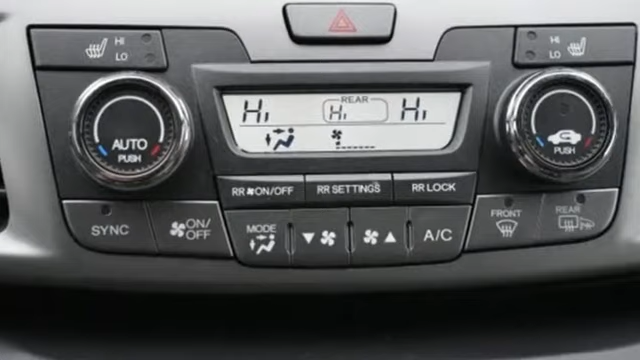 HI
LO
HI
LO
REAR
HI HI HI
AUTO
PUSH
PUSH
RR ON/OFF RR SETTINGS RR LOCK
SYNC
ON/
OFF
MODE
A/C
FRONT
REAR